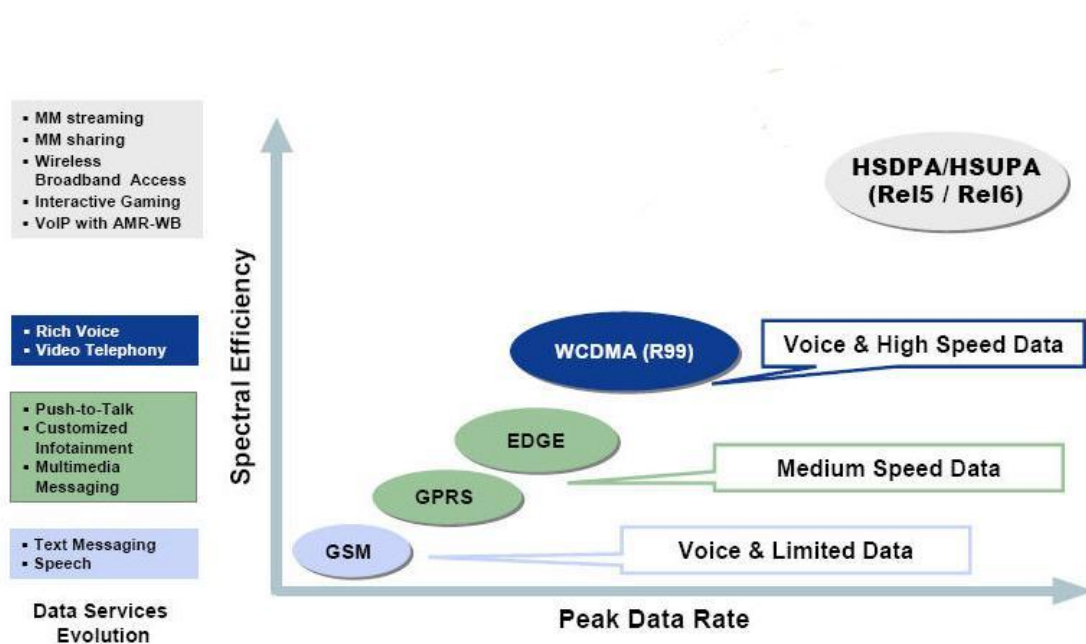 ▪ MM streaming
▪ MM sharing
▪ Wireless
Broadband Access
▪ Interactive Gaming
▪ VoIP with AMR-WB
▪ Rich Voice
▪ Video Telephony
▪ Push-to-Talk
▪ Customized
Infotainment
▪ Multimedia
Messaging
▪ Text Messaging
▪ Speech
Data Services
Evolution
Spectral Efficiency
HSDPA/HSUPA
(Rel5 / Rel6)
WCDMA (R99)
Voice & High Speed Data
EDGE
Medium Speed Data
GPRS
GSM
Voice & Limited Data
Peak Data Rate